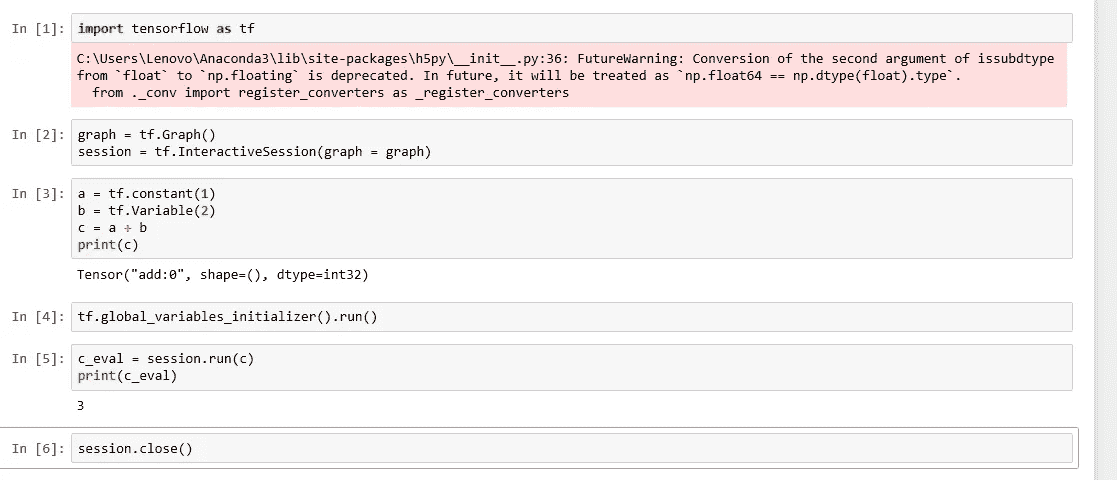 In [1]: import tensorflow as tf
C:\Users\Lenovo\Anaconda3\lib\site-packages\h5py\__init__.py:36: FutureWarning: Conversion of the second argument of issubdtype
from `float` to `np.floating` is deprecated. In future, it will be treated as `np.float64 == np.dtype(float).type`.
from ._conv import register_converters as _register_converters
In [2]: graph = tf.Graph()
session = tf.InteractiveSession(graph = graph)
In [3]: a = tf.constant(1)
b = tf.Variable(2)
c = a + b
print(c)
Tensor("add:0", shape=(), dtype=int32)
In [4]: tf.global_variables_initializer().run()
In [5]: c_eval = session.run(c)
print(c_eval)
3
In [6]: session.close()